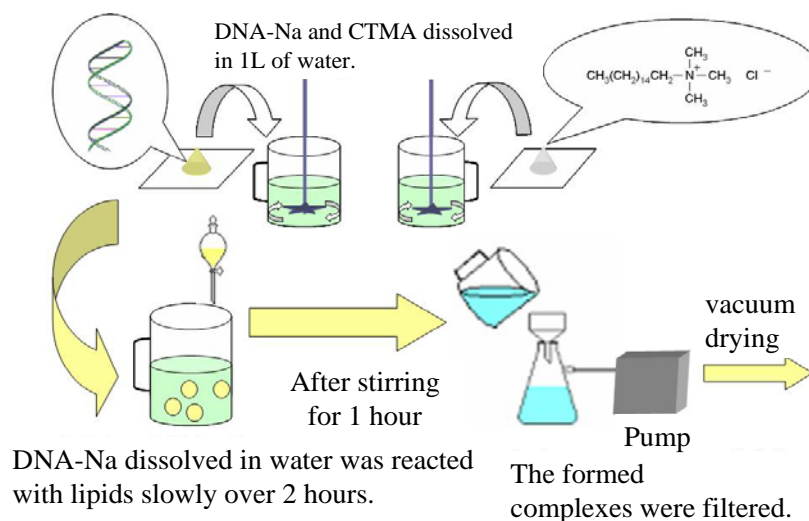 DNA-Na and CTMA dissolved
in 1L of water.
CH₃
CH₃(CH₂)₁₄CH₂–N⁺–CH₃ Cl⁻
CH₃
After stirring
for 1 hour
vacuum
drying
Pump
DNA-Na dissolved in water was reacted
with lipids slowly over 2 hours.
The formed
complexes were filtered.